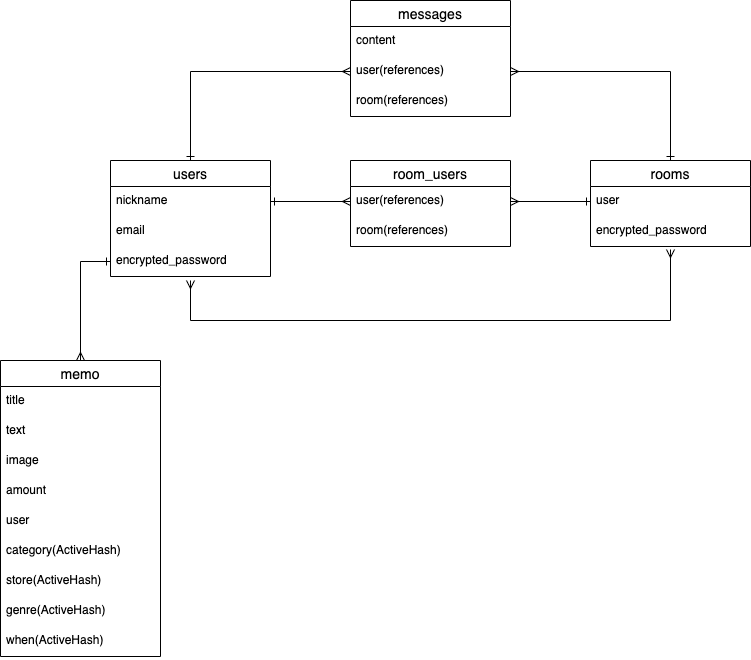 messages
content
user(references)
room(references)
users
nickname
email
encrypted_password
room_users
user(references)
room(references)
rooms
user
encrypted_password
memo
title
text
image
amount
user
category(ActiveHash)
store(ActiveHash)
genre(ActiveHash)
when(ActiveHash)